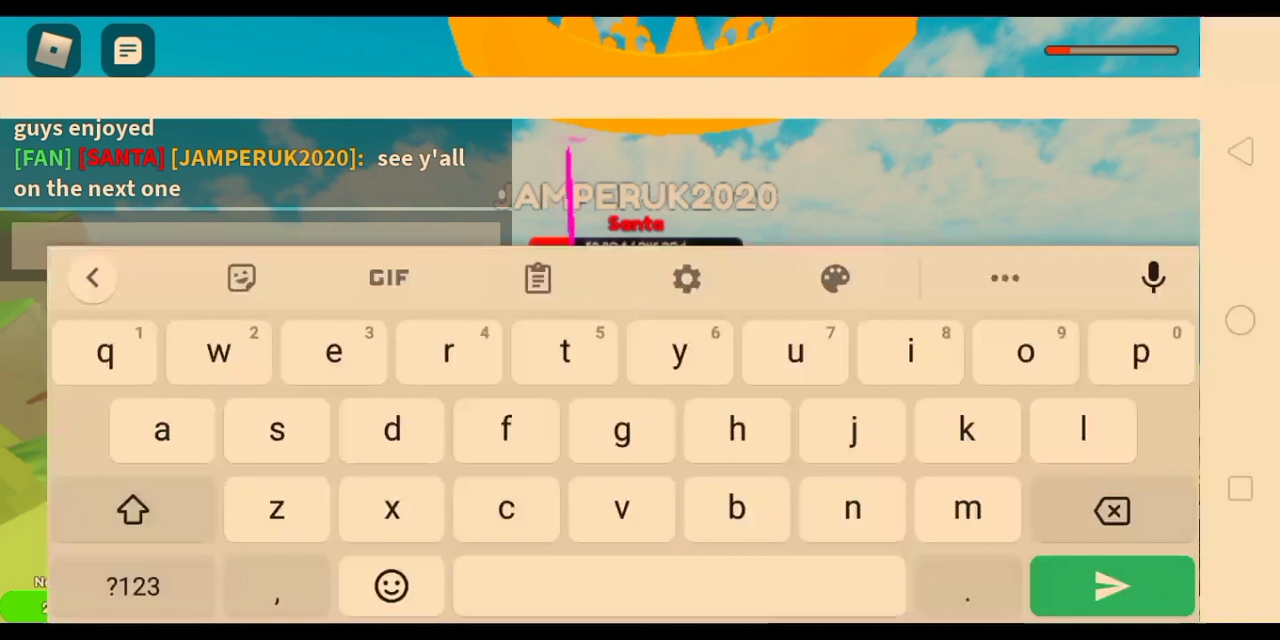 guys enjoyed
[FAN] [SANTA] [JAMPERUK2020]: see y'all
on the next one
JAMPERUK2020
Santa
GIF
q 1 w 2 e 3 r 4 t 5 y 6 u 7 i 8 o 9 p 0
a s d f g h j k l
z x c v b n m
?123 , .